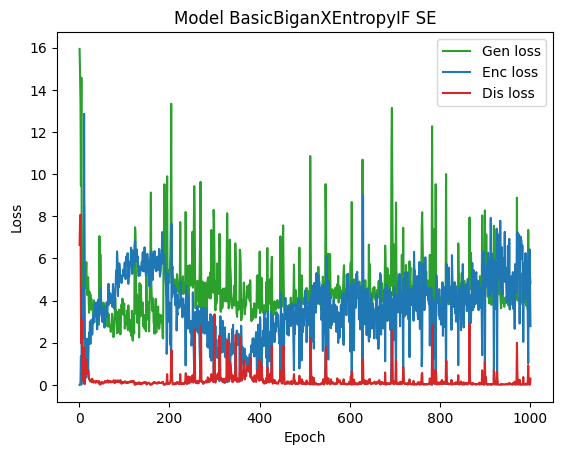 Model BasicBiganXEntropyIF SE
Gen loss
Enc loss
Dis loss
Loss
16
14
12
10
8
6
4
2
0
0 200 400 600 800 1000
Epoch